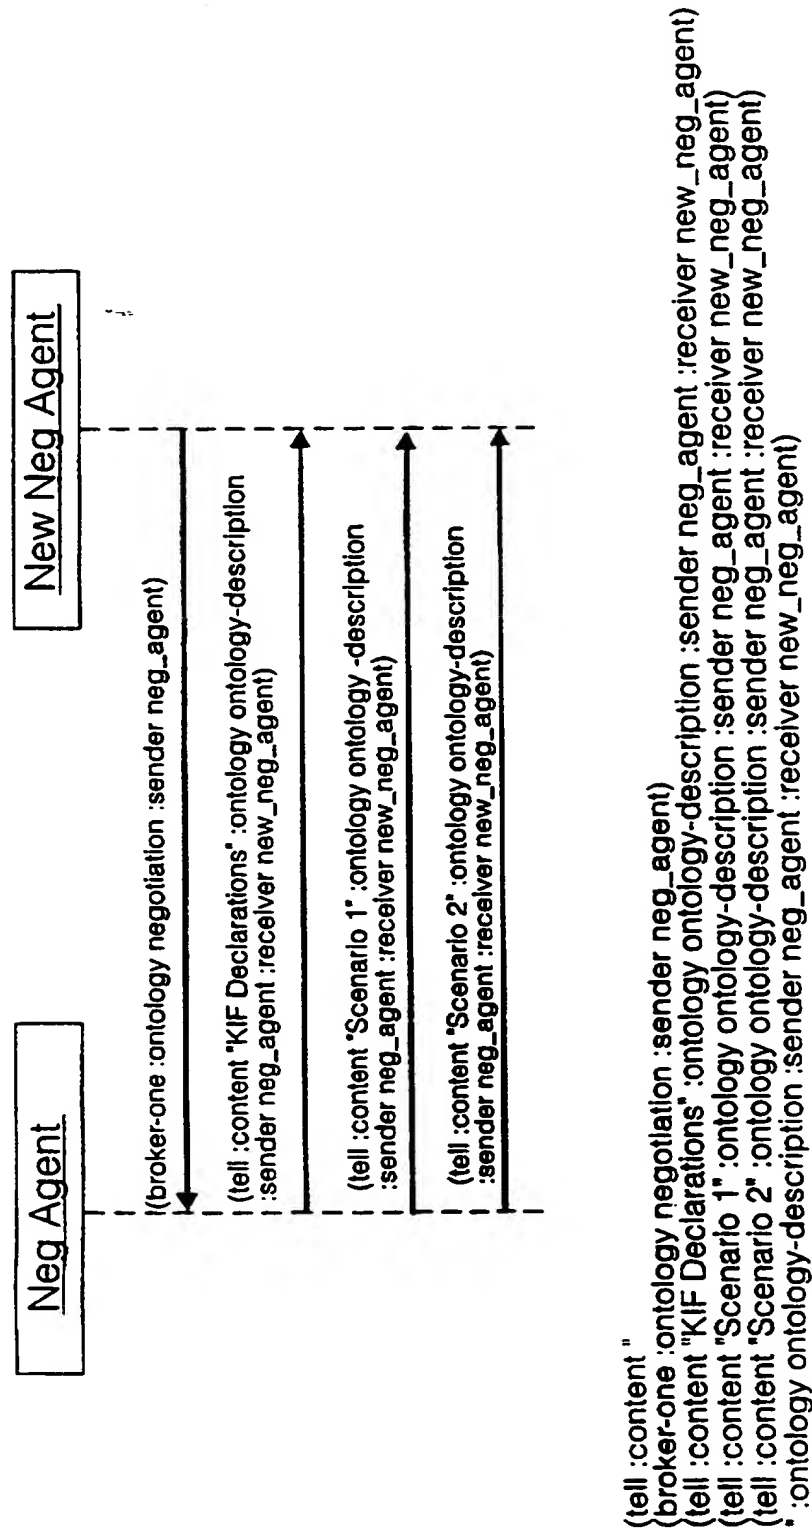 Neg Agent
New Neg Agent
(broker-one :ontology negotiation :sender neg_agent)
(tell :content "KIF Declarations" :ontology ontology-description
:sender neg_agent :receiver new_neg_agent)
(tell :content "Scenario 1" :ontology ontology -description
:sender neg_agent :receiver new_neg_agent)
(tell :content "Scenario 2" :ontology ontology-description
:sender neg_agent :receiver new_neg_agent)
(tell :content "
(broker-one :ontology negotiation :sender neg_agent)
(tell :content "KIF Declarations" :ontology ontology-description :sender neg_agent :receiver new_neg_agent)
(tell :content "Scenario 1" :ontology ontology-description :sender neg_agent :receiver new_neg_agent)
(tell :content "Scenario 2" :ontology ontology-description :sender neg_agent :receiver new_neg_agent)
" :ontology ontology-description :sender neg_agent :receiver new_neg_agent)